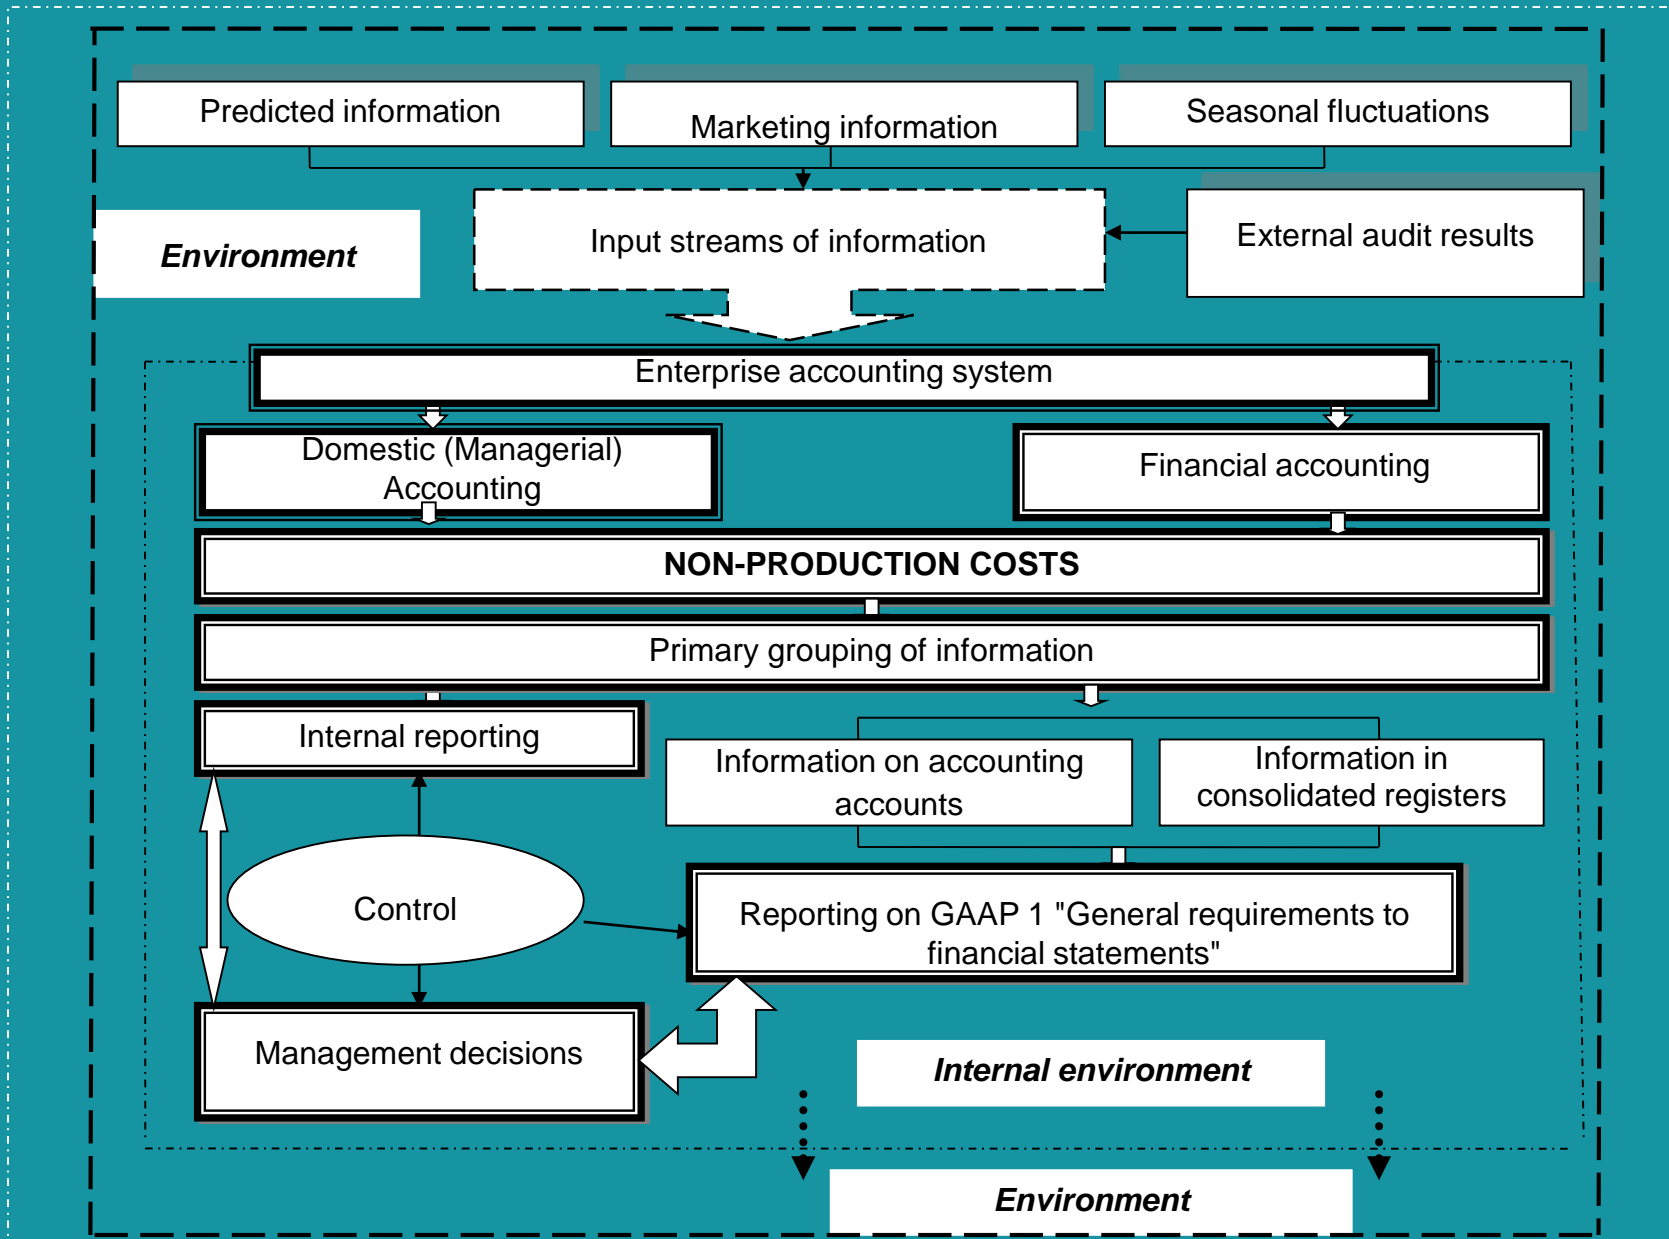 Predicted information
Marketing information
Seasonal fluctuations
Environment
Input streams of information
External audit results
Enterprise accounting system
Domestic (Managerial)
Accounting
Financial accounting
NON-PRODUCTION COSTS
Primary grouping of information
Internal reporting
Information on accounting
accounts
Information in
consolidated registers
Control
Reporting on GAAP 1 "General requirements to
financial statements"
Management decisions
Internal environment
Environment